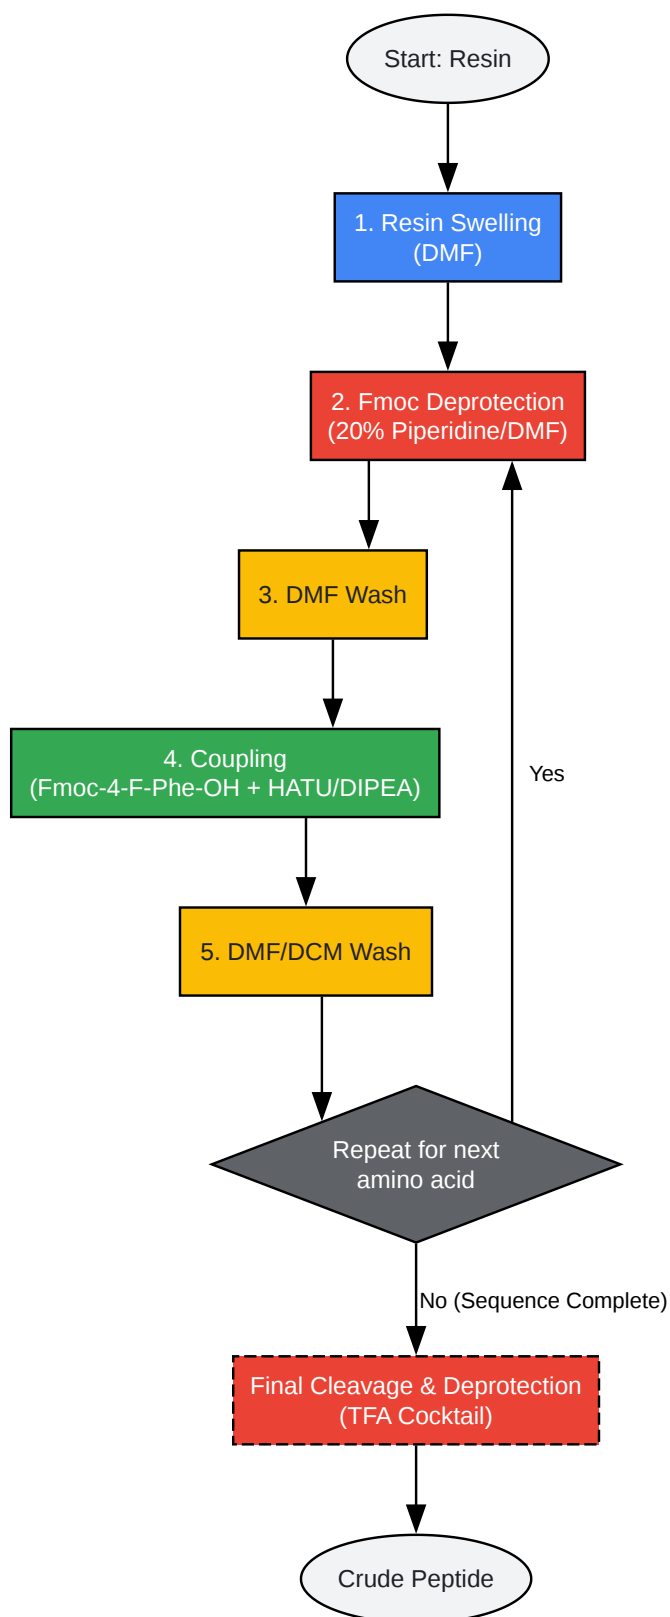 Start: Resin
1. Resin Swelling
(DMF)
2. Fmoc Deprotection
(20% Piperidine/DMF)
3. DMF Wash
4. Coupling
(Fmoc-4-F-Phe-OH + HATU/DIPEA)
Yes
5. DMF/DCM Wash
Repeat for next
amino acid
No (Sequence Complete)
Final Cleavage & Deprotection
(TFA Cocktail)
Crude Peptide